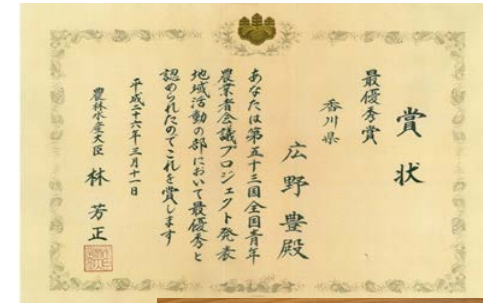 賞状
最優秀賞
香川県
広野豊殿
あなたは第五十三回全国青年
農業者会議プロジェクト発表
地域活動の部において最優秀と
認められたのでこれを賞します
平成二十六年三月十一日
農林水産大臣 林芳正